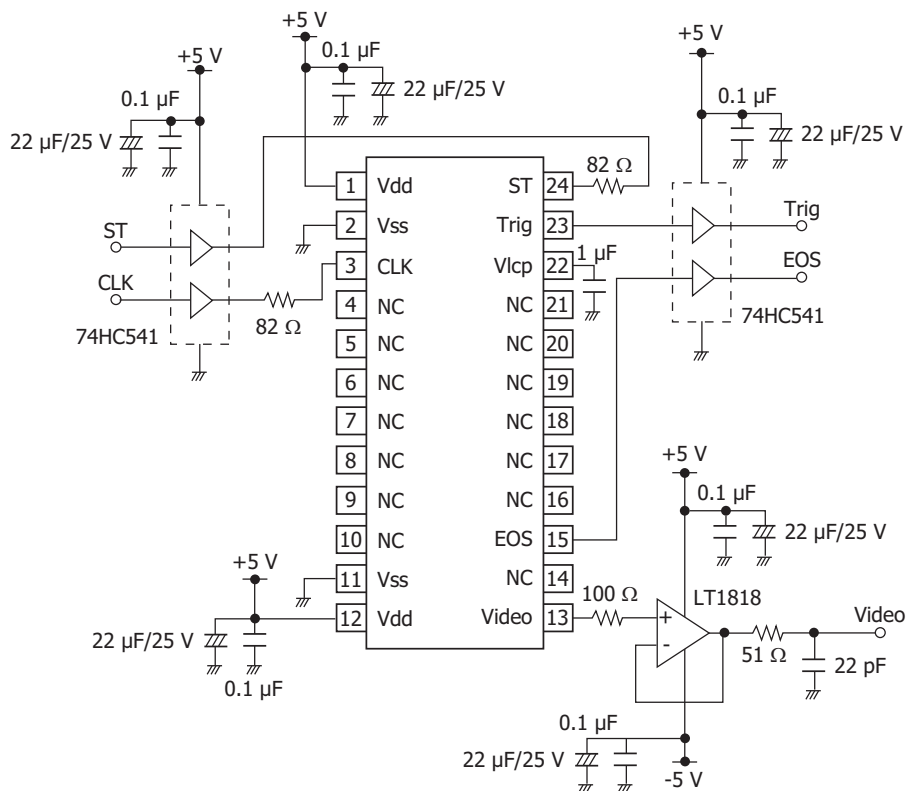 +5 V
0.1 µF
22 µF/25 V
+5 V
0.1 µF
22 µF/25 V
+5 V
0.1 µF
22 µF/25 V
ST
CLK
74HC541
82 Ω
82 Ω
1 Vdd
2 Vss
3 CLK
4 NC
5 NC
6 NC
7 NC
8 NC
9 NC
10 NC
11 Vss
12 Vdd
ST 24
Trig 23
Vlcp 22
NC 21
NC 20
NC 19
NC 18
NC 17
NC 16
EOS 15
NC 14
Video 13
1 µF
Trig
EOS
74HC541
+5 V
22 µF/25 V
0.1 µF
+5 V
0.1 µF
22 µF/25 V
100 Ω
LT1818
+
-
51 Ω
22 pF
Video
0.1 µF
22 µF/25 V
-5 V